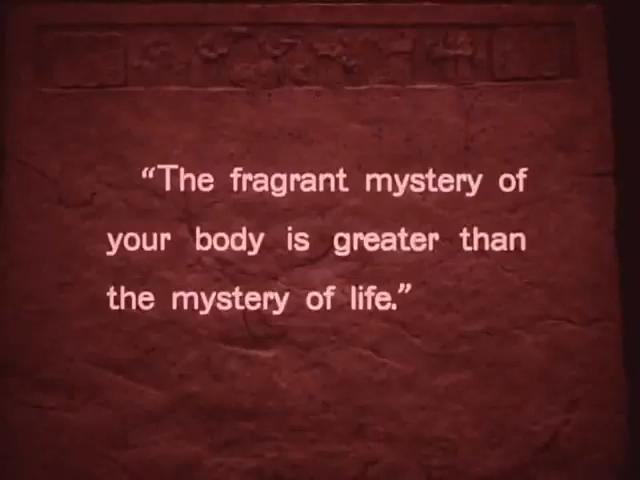 “The fragrant mystery of
your body is greater than
the mystery of life.”